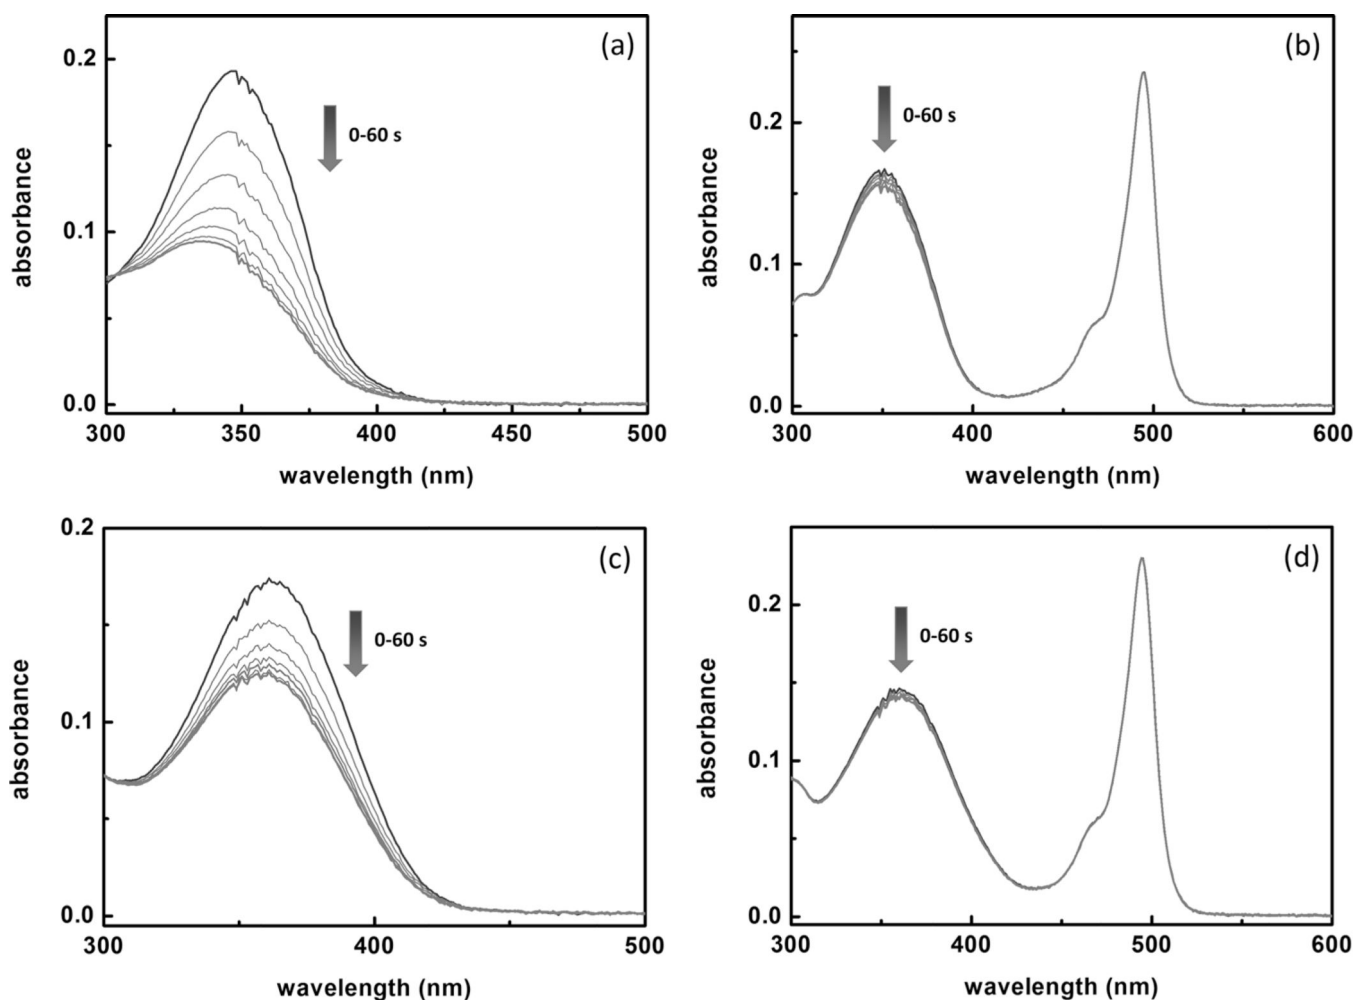 (a)
0.2
0.1
0.0
absorbance
0-60 s
300 350 400 450 500
wavelength (nm)
(b)
0.2
0.1
0.0
absorbance
0-60 s
300 400 500 600
wavelength (nm)
(c)
0.2
0.1
0.0
absorbance
0-60 s
300 400 500
wavelength (nm)
(d)
0.2
0.1
0.0
absorbance
0-60 s
300 400 500 600
wavelength (nm)